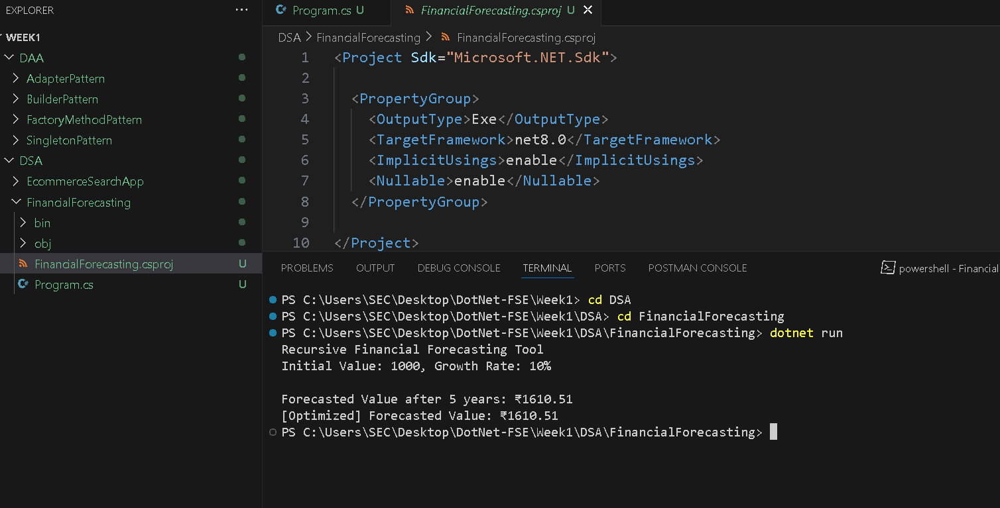 EXPLORER
WEEK1
DAA
AdapterPattern
BuilderPattern
FactoryMethodPattern
SingletonPattern
DSA
EcommerceSearchApp
FinancialForecasting
bin
obj
FinancialForecasting.csproj U
Program.cs U
Program.cs U FinancialForecasting.csproj U
DSA > FinancialForecasting > FinancialForecasting.csproj
1 <Project Sdk="Microsoft.NET.Sdk">
2
3 <PropertyGroup>
4 <OutputType>Exe</OutputType>
5 <TargetFramework>net8.0</TargetFramework>
6 <ImplicitUsings>enable</ImplicitUsings>
7 <Nullable>enable</Nullable>
8 </PropertyGroup>
9
10 </Project>
PROBLEMS OUTPUT DEBUG CONSOLE TERMINAL PORTS POSTMAN CONSOLE powershell - Financial
PS C:\Users\SEC\Desktop\DotNet-FSE\Week1> cd DSA
PS C:\Users\SEC\Desktop\DotNet-FSE\Week1\DSA> cd FinancialForecasting
PS C:\Users\SEC\Desktop\DotNet-FSE\Week1\DSA\FinancialForecasting> dotnet run
Recursive Financial Forecasting Tool
Initial Value: 1000, Growth Rate: 10%
Forecasted Value after 5 years: ₹1610.51
[Optimized] Forecasted Value: ₹1610.51
PS C:\Users\SEC\Desktop\DotNet-FSE\Week1\DSA\FinancialForecasting>